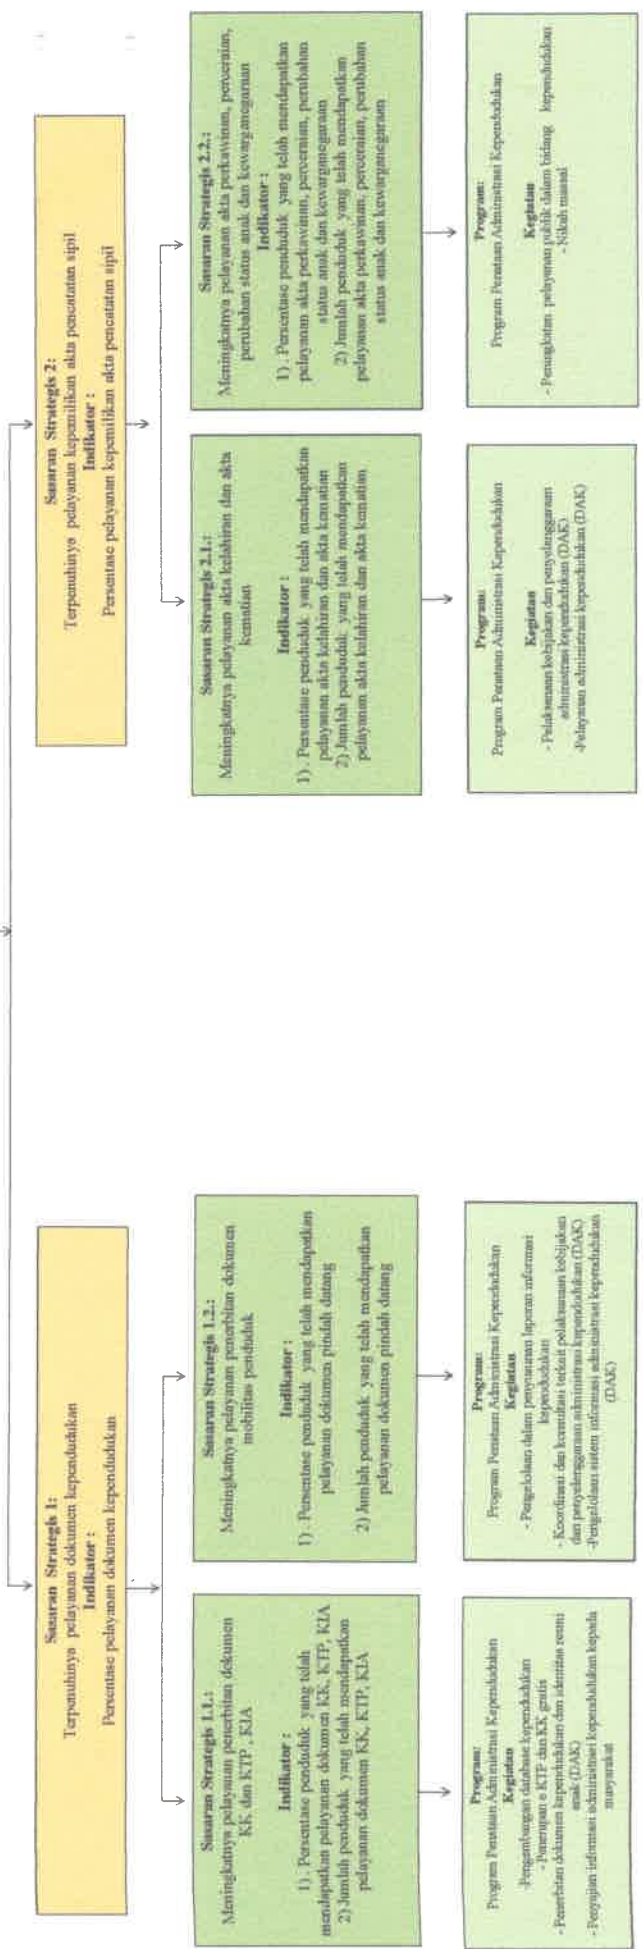 Sasaran Strategis 1:
Terpenuhinya pelayanan dokumen kependudukan
Indikator :
Persentase pelayanan dokumen kependudukan
Sasaran Strategis 2:
Terpenuhinya pelayanan kepemilikan akta pencatatan sipil
Indikator :
Persentase pelayanan kepemilikan akta pencatatan sipil
Sasaran Strategis 1.1.:
Meningkatnya pelayanan penerbitan dokumen
KK dan KTP , KIA
Indikator :
1) . Persentase penduduk yang telah
mendapatkan pelayanan dokumen KK, KTP, KIA
2) Jumlah penduduk yang telah mendapatkan
pelayanan dokumen KK, KTP, KIA
Sasaran Strategis 1.2.:
Meningkatnya pelayanan penerbitan dokumen
mobilitas penduduk
Indikator :
1) . Persentase penduduk yang telah mendapatkan
pelayanan dokumen pindah datang
2) Jumlah penduduk yang telah mendapatkan
pelayanan dokumen pindah datang
Sasaran Strategis 2.1.:
Meningkatnya pelayanan akta kelahiran dan akta
kematian
Indikator :
1) . Persentase penduduk yang telah mendapatkan
pelayanan akta kelahiran dan akta kematian
2) Jumlah penduduk yang telah mendapatkan
pelayanan akta kelahiran dan akta kematian
Sasaran Strategis 2.2.:
Meningkatnya pelayanan akta perkawinan, perceraian,
perubahan status anak dan kewarganegaraan
Indikator :
1) . Persentase penduduk yang telah mendapatkan
pelayanan akta perkawinan, perceraian, perubahan
status anak dan kewarganegaraan
2) Jumlah penduduk yang telah mendapatkan
pelayanan akta perkawinan, perceraian, perubahan
status anak dan kewarganegaraan
Program:
Program Penataan Administrasi Kependudukan
Kegiatan
-Pengembangan database kependudukan
- Penerapan e KTP dan KK gratis
- Penerbitan dokumen kependudukan dan identitas resmi
anak (DAK)
- Penyajian informasi administrasi kependudukan kepada
masyarakat
Program:
Program Penataan Administrasi Kependudukan
Kegiatan
- Pengelolaan dalam penyusunan laporan informasi
kependudukan
- Koordinasi dan konsultasi terkait pelaksanaan kebijakan
dan penyelenggaraan administrasi kependudukan (DAK)
-Pengelolaan sistem informasi administrasi kependudukan
(DAK)
Program:
Program Penataan Administrasi Kependudukan
Kegiatan
- Pelaksanaan kebijakan dan penyelenggaraan
administrasi kependudukan (DAK)
-Pelayanan administrasi kependudukan (DAK)
Program:
Program Penataan Administrasi Kependudukan
Kegiatan
- Peningkatan pelayanan publik dalam bidang kependudukan
- Nikah massal